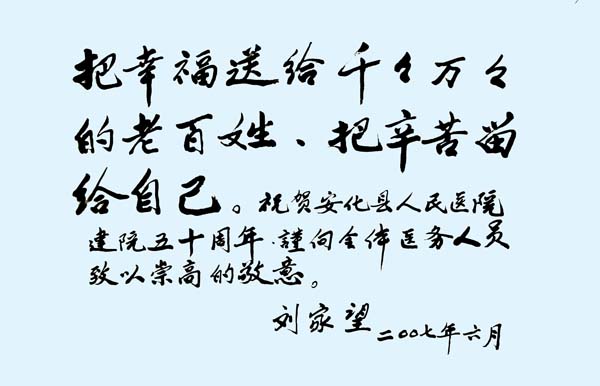 把幸福送给千々万々
的老百姓、把辛苦留
给自己。祝贺安化县人民医院
建院五十周年·謹向全体医务人员
致以崇高的敬意。
刘家望 二〇〇七年六月